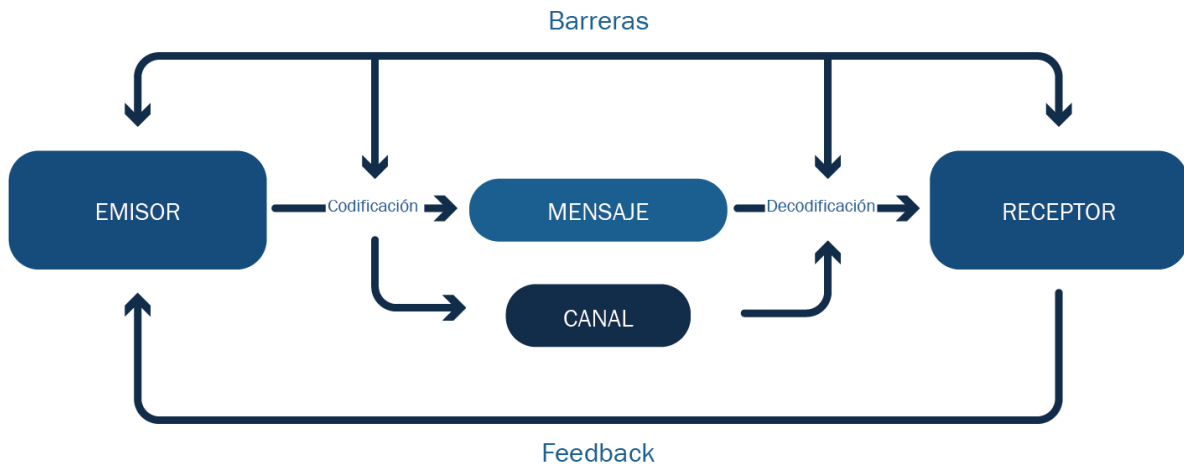 Barreras
EMISOR
Codificación
MENSAJE
Decodificación
RECEPTOR
CANAL
Feedback